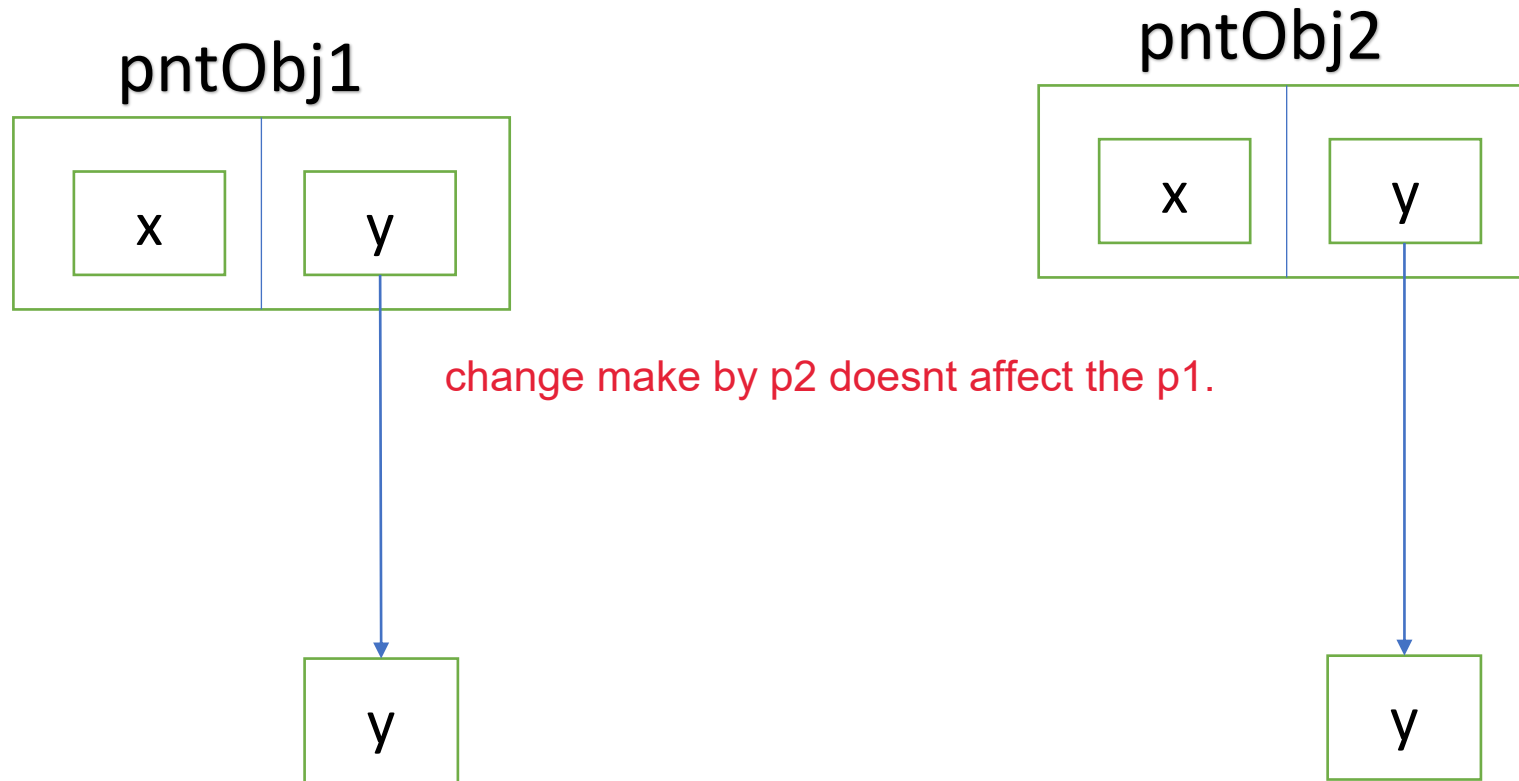 pntObj1
pntObj2
x
y
x
y
change make by p2 doesnt affect the p1.
y
y